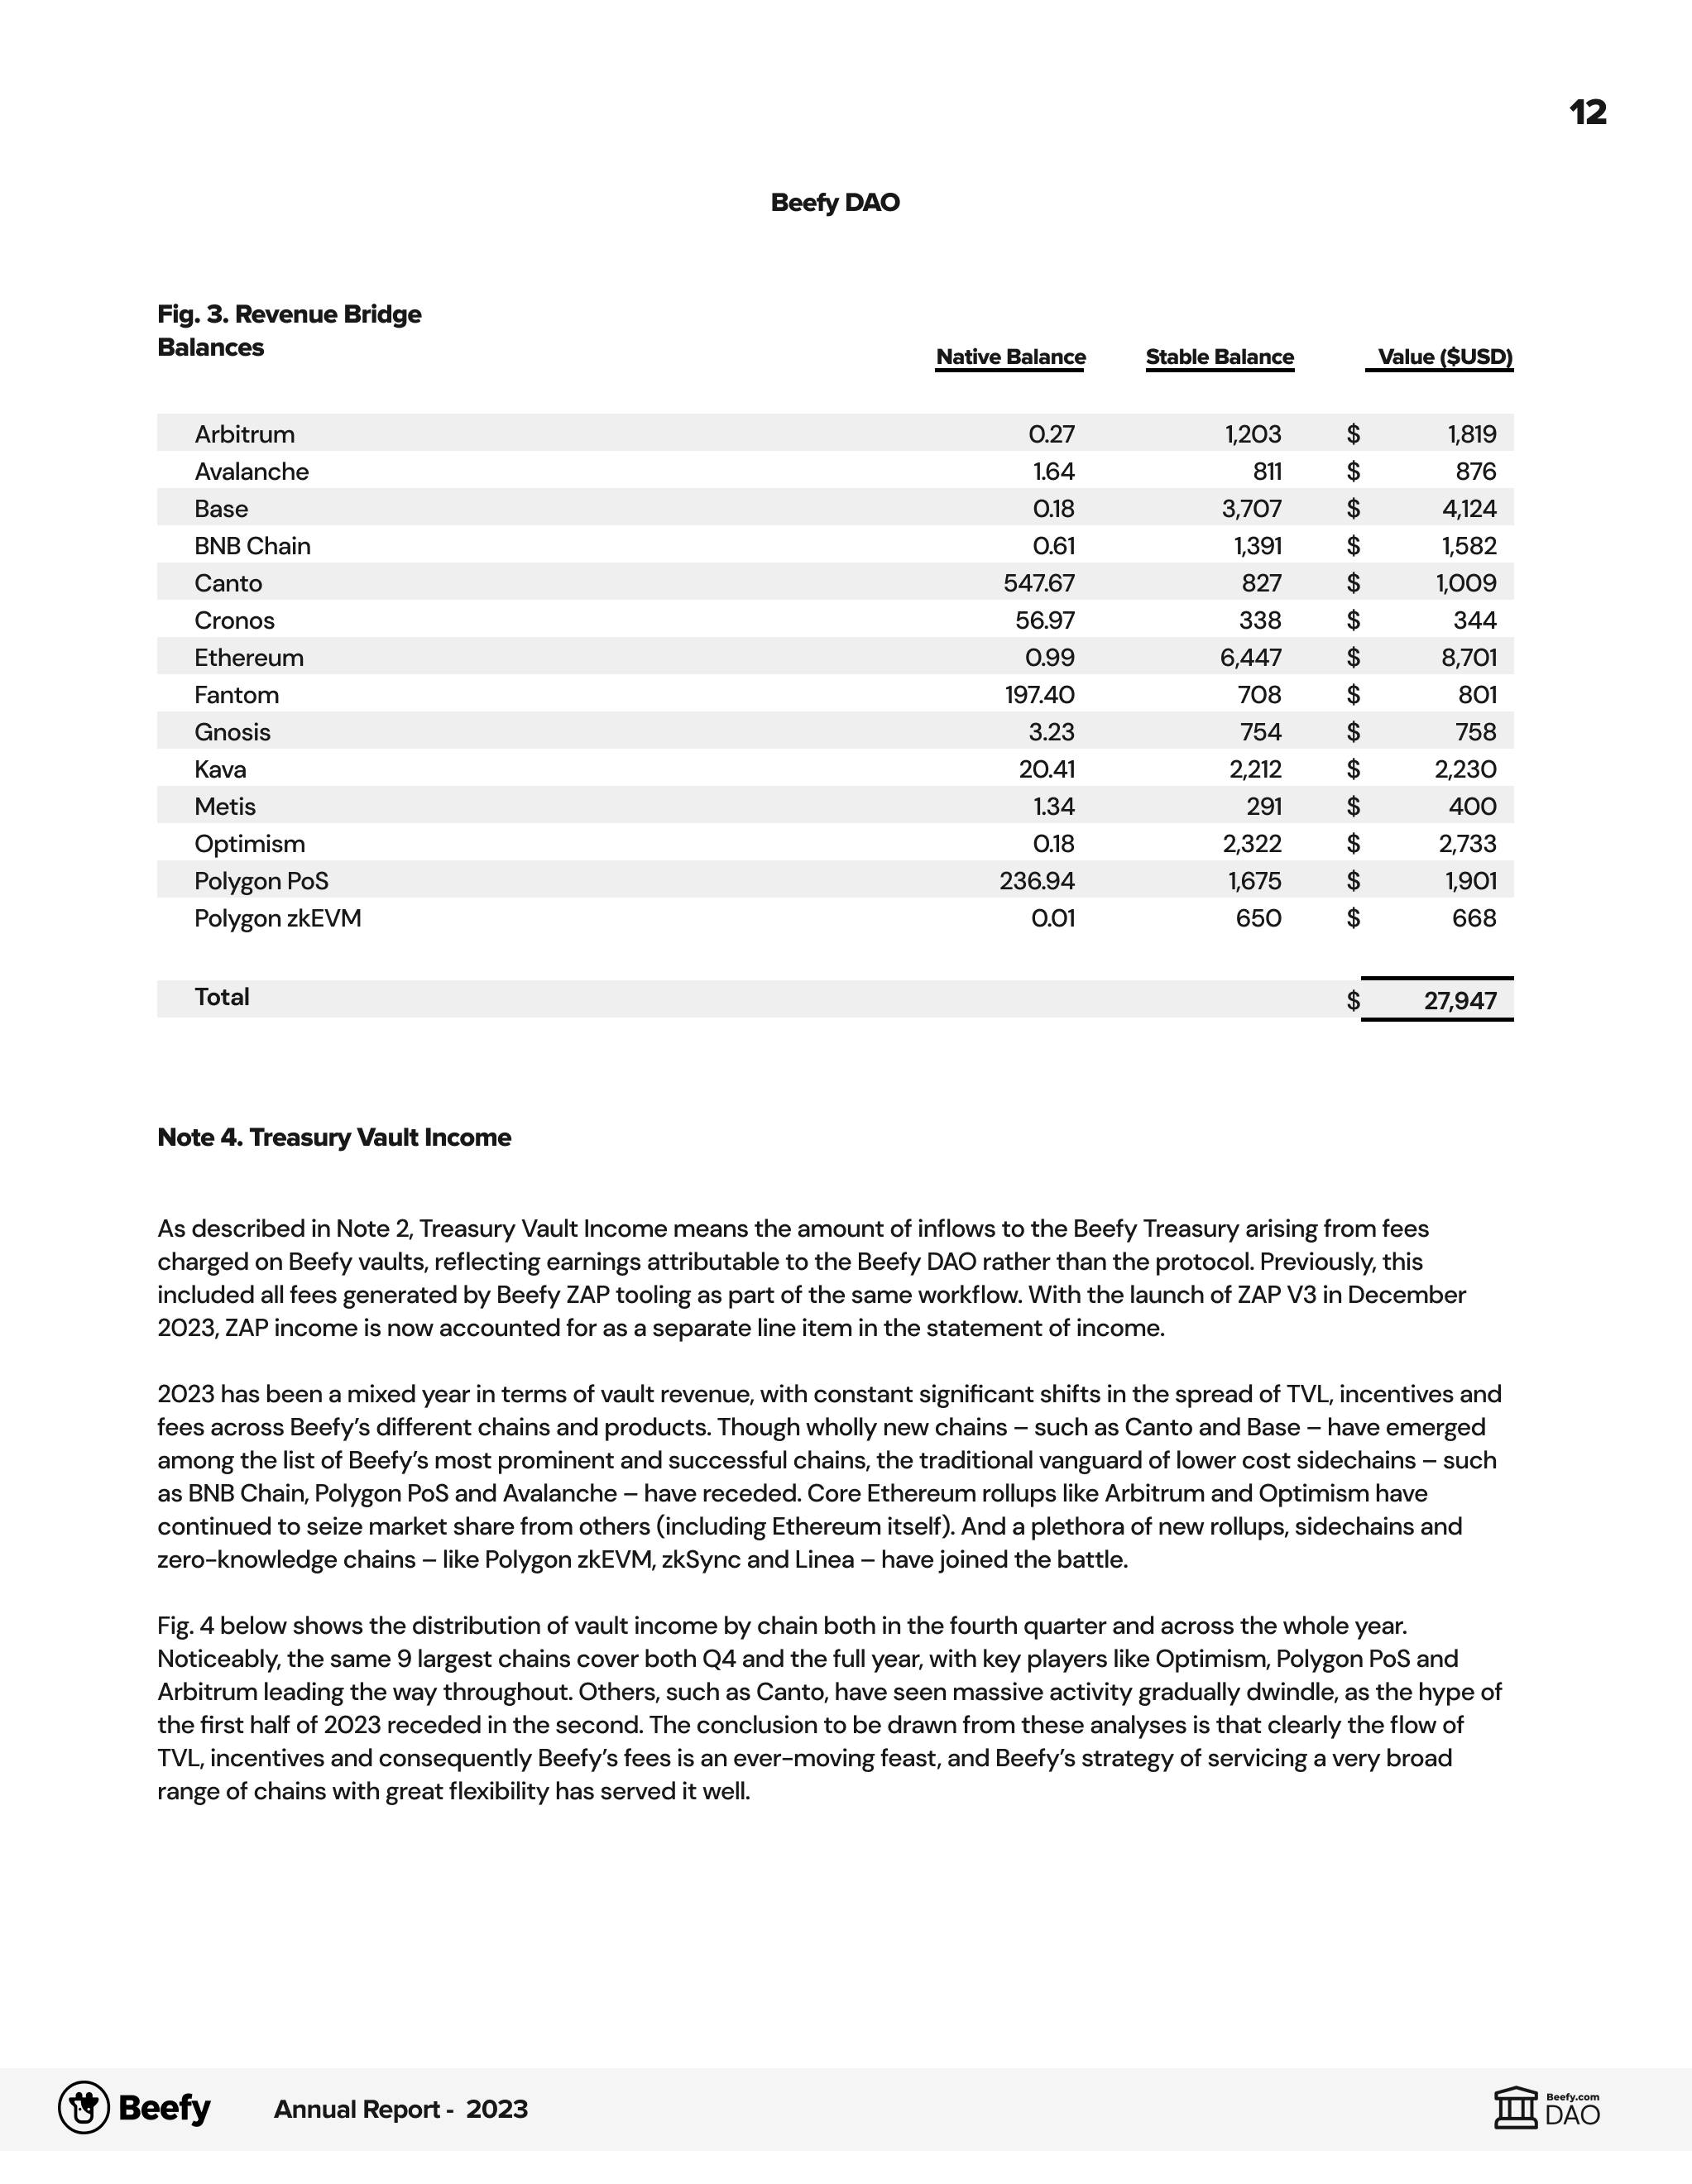 12
Beefy DAO
Fig. 3. Revenue Bridge
Balances
Native Balance Stable Balance Value ($USD)
Arbitrum 0.27 1,203 $ 1,819
Avalanche 1.64 811 $ 876
Base 0.18 3,707 $ 4,124
BNB Chain 0.61 1,391 $ 1,582
Canto 547.67 827 $ 1,009
Cronos 56.97 338 $ 344
Ethereum 0.99 6,447 $ 8,701
Fantom 197.40 708 $ 801
Gnosis 3.23 754 $ 758
Kava 20.41 2,212 $ 2,230
Metis 1.34 291 $ 400
Optimism 0.18 2,322 $ 2,733
Polygon PoS 236.94 1,675 $ 1,901
Polygon zkEVM 0.01 650 $ 668
Total $ 27,947
Note 4. Treasury Vault Income
As described in Note 2, Treasury Vault Income means the amount of inflows to the Beefy Treasury arising from fees
charged on Beefy vaults, reflecting earnings attributable to the Beefy DAO rather than the protocol. Previously, this
included all fees generated by Beefy ZAP tooling as part of the same workflow. With the launch of ZAP V3 in December
2023, ZAP income is now accounted for as a separate line item in the statement of income.
2023 has been a mixed year in terms of vault revenue, with constant significant shifts in the spread of TVL, incentives and
fees across Beefy’s different chains and products. Though wholly new chains – such as Canto and Base – have emerged
among the list of Beefy’s most prominent and successful chains, the traditional vanguard of lower cost sidechains – such
as BNB Chain, Polygon PoS and Avalanche – have receded. Core Ethereum rollups like Arbitrum and Optimism have
continued to seize market share from others (including Ethereum itself). And a plethora of new rollups, sidechains and
zero-knowledge chains – like Polygon zkEVM, zkSync and Linea – have joined the battle.
Fig. 4 below shows the distribution of vault income by chain both in the fourth quarter and across the whole year.
Noticeably, the same 9 largest chains cover both Q4 and the full year, with key players like Optimism, Polygon PoS and
Arbitrum leading the way throughout. Others, such as Canto, have seen massive activity gradually dwindle, as the hype of
the first half of 2023 receded in the second. The conclusion to be drawn from these analyses is that clearly the flow of
TVL, incentives and consequently Beefy’s fees is an ever-moving feast, and Beefy’s strategy of servicing a very broad
range of chains with great flexibility has served it well.
Beefy Annual Report - 2023
Beefy.com
DAO